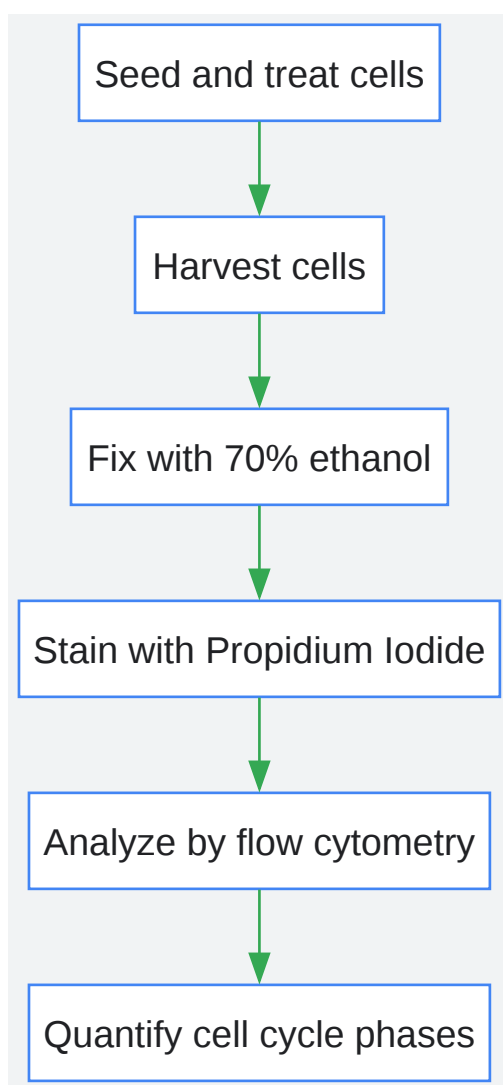 Seed and treat cells
Harvest cells
Fix with 70% ethanol
Stain with Propidium Iodide
Analyze by flow cytometry
Quantify cell cycle phases